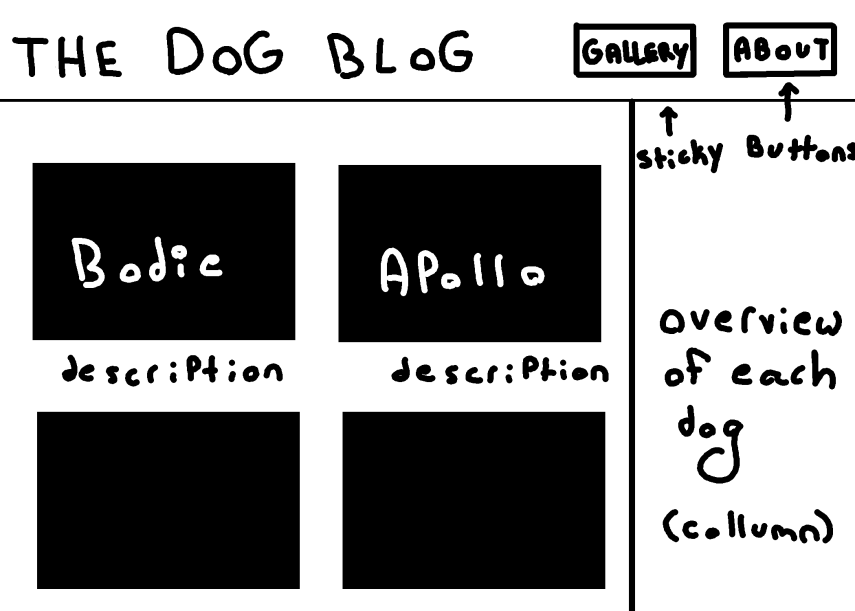 THE DOG BLOG
GALLERY
ABOUT
sticky Buttons
Bodie
Apollo
description
description
overview
of each
dog
(collumn)